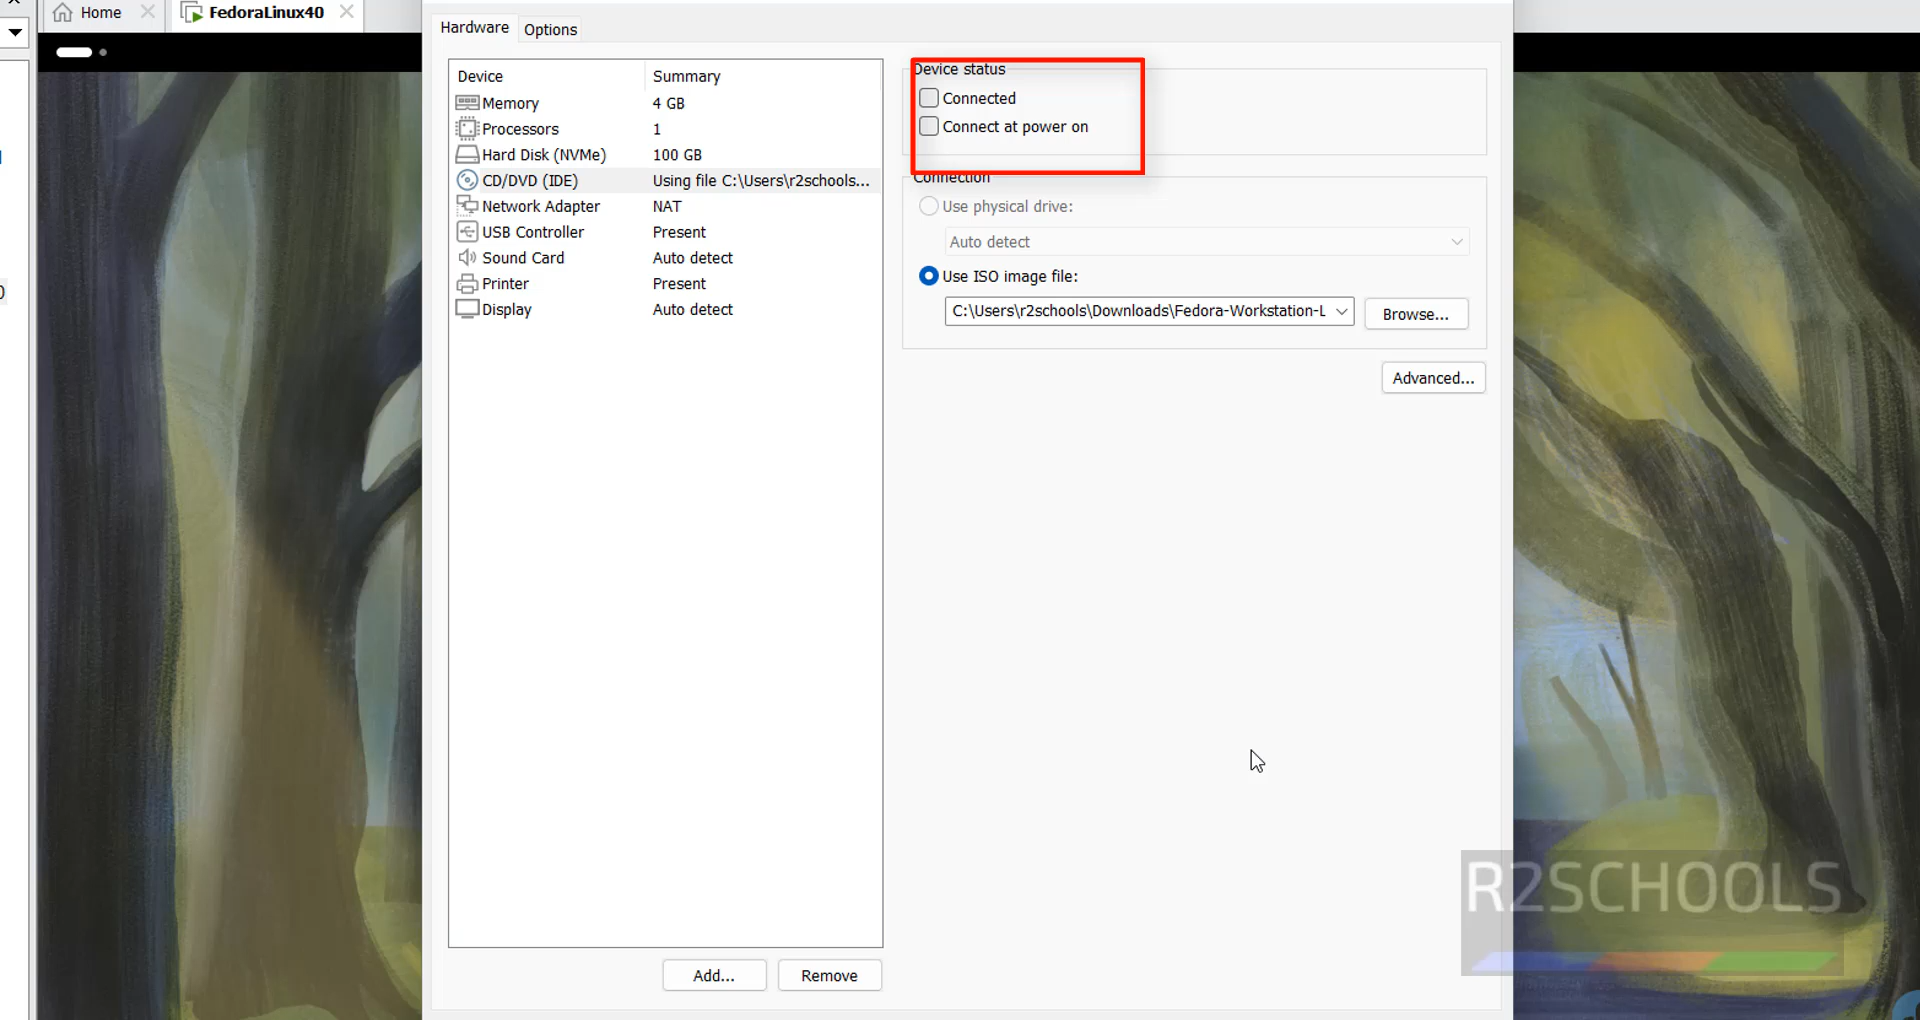 Home
FedoraLinux40
Hardware
Options
Device Summary
Memory 4 GB
Processors 1
Hard Disk (NVMe) 100 GB
CD/DVD (IDE) Using file C:\Users\r2schools...
Network Adapter NAT
USB Controller Present
Sound Card Auto detect
Printer Present
Display Auto detect
Add...
Remove
Device status
Connected
Connect at power on
Connection
Use physical drive:
Auto detect
Use ISO image file:
C:\Users\r2schools\Downloads\Fedora-Workstation-L
Browse...
Advanced...
R2SCHOOLS